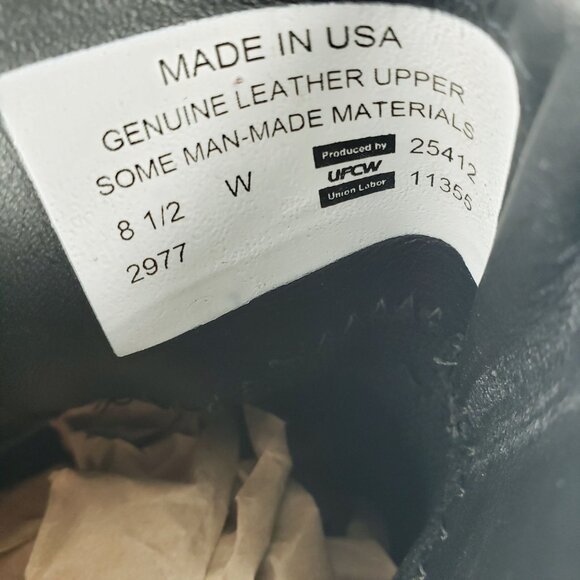 MADE IN USA
GENUINE LEATHER UPPER
SOME MAN-MADE MATERIALS
8 1/2 W
2977
Produced by
UFCW
Union Labor
25412
11355